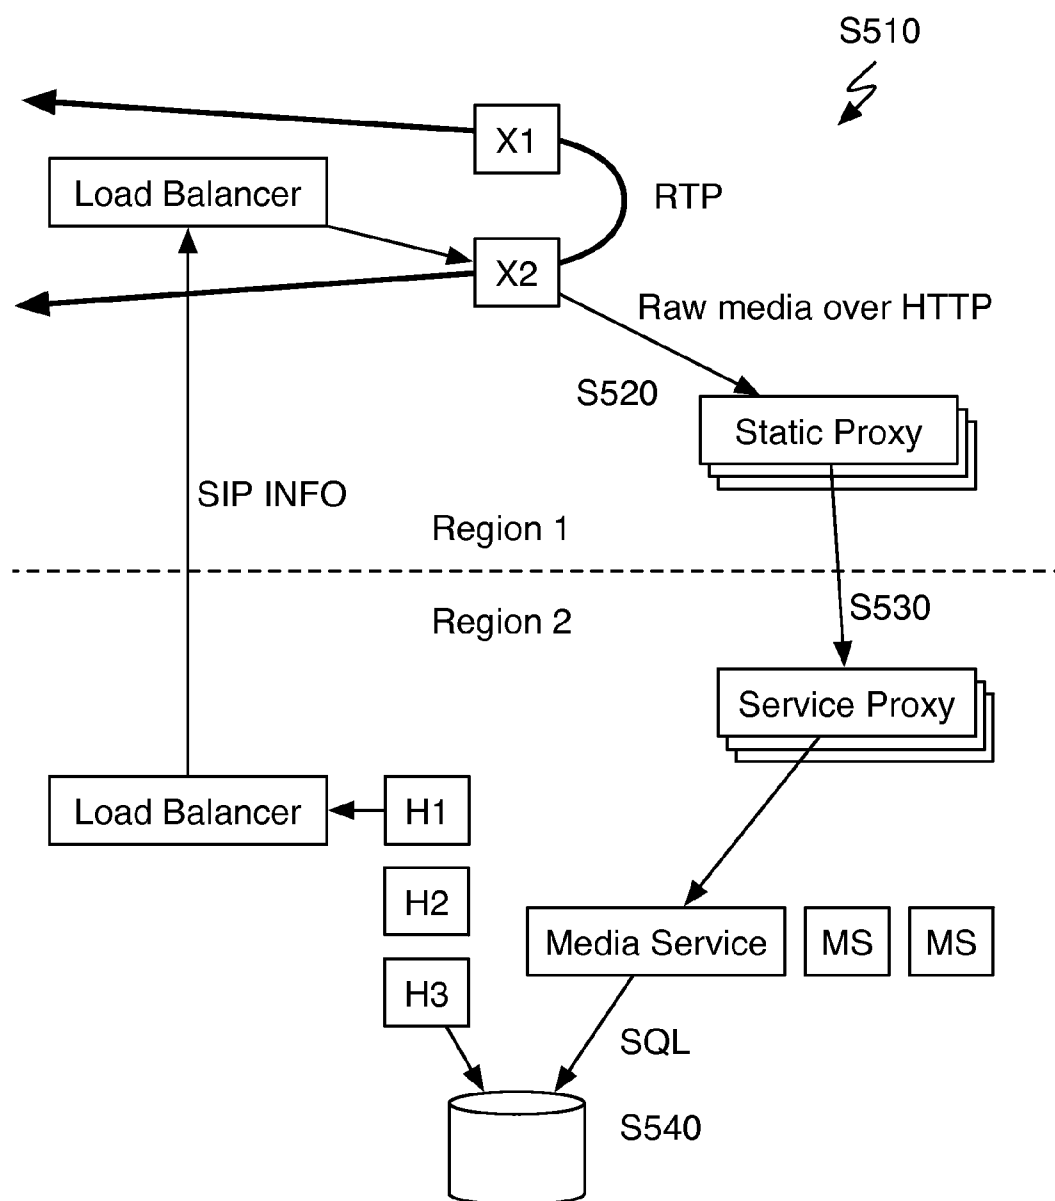 S510
X1
Load Balancer
RTP
X2
Raw media over HTTP
S520
Static Proxy
SIP INFO
Region 1
S530
Region 2
Service Proxy
Load Balancer
H1
H2
Media Service
MS
MS
H3
SQL
S540